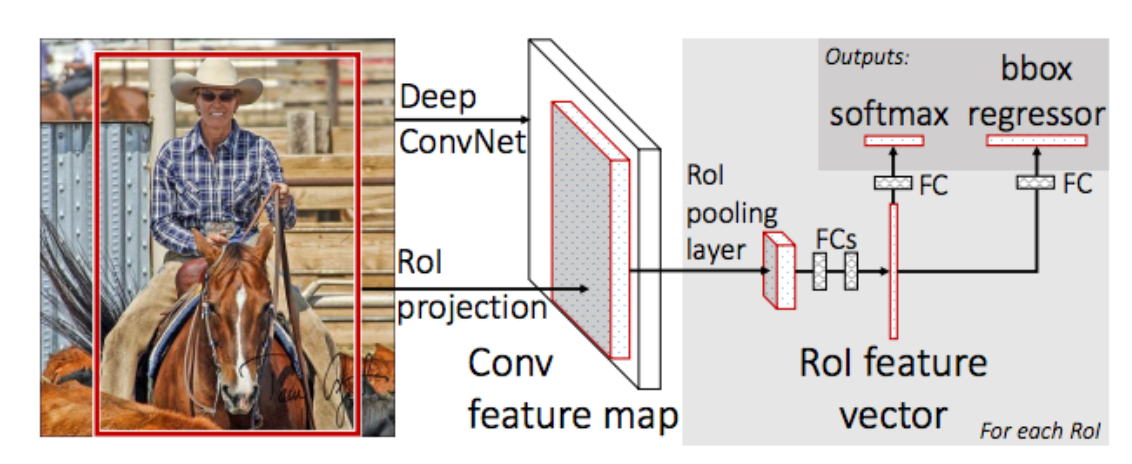 Deep
ConvNet
RoI
projection
Conv
feature map
RoI
pooling
layer
FCs
RoI feature
vector
For each RoI
Outputs:
softmax
bbox
regressor
FC
FC